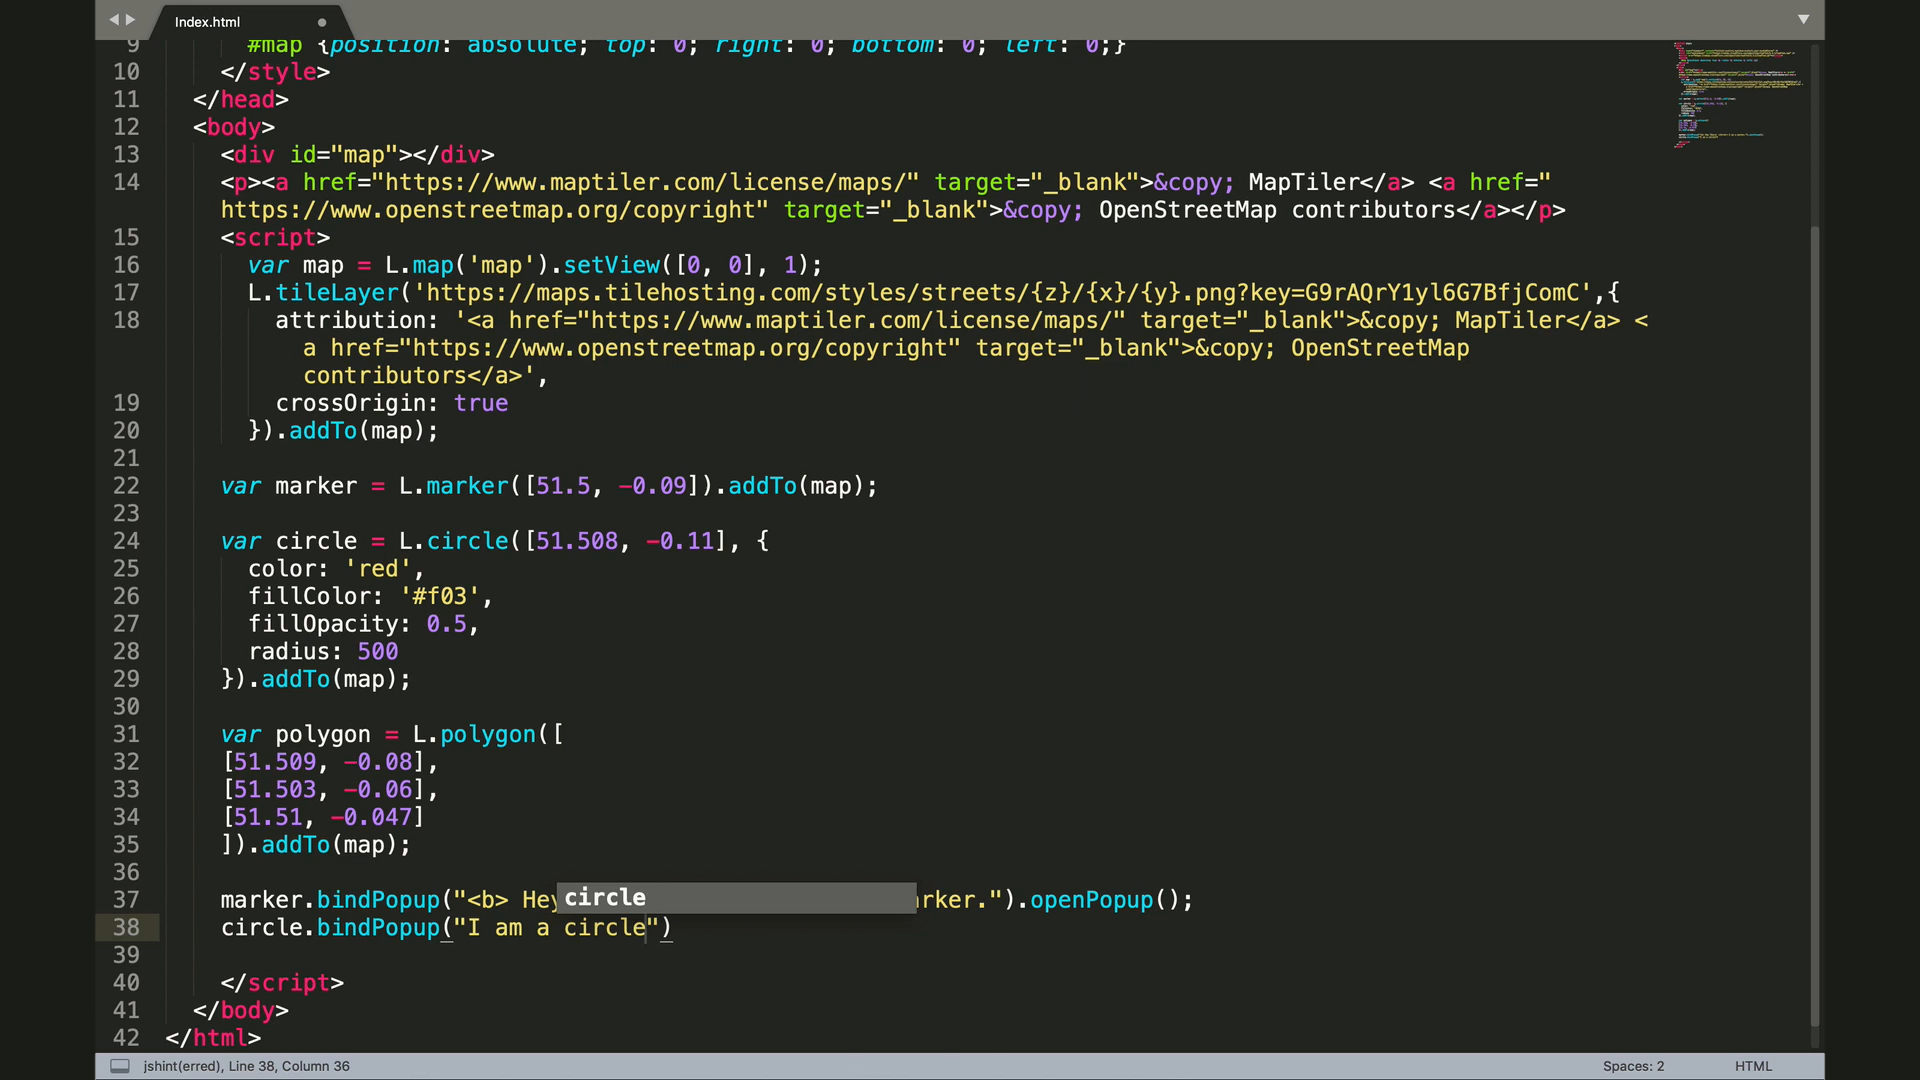 Index.html
9 #map {position: absolute; top: 0; right: 0; bottom: 0; left: 0;}
10 </style>
11 </head>
12 <body>
13 <div id="map"></div>
14 <p><a href="https://www.maptiler.com/license/maps/" target="_blank">&copy; MapTiler</a> <a href="
https://www.openstreetmap.org/copyright" target="_blank">&copy; OpenStreetMap contributors</a></p>
15 <script>
16 var map = L.map('map').setView([0, 0], 1);
17 L.tileLayer('https://maps.tilehosting.com/styles/streets/{z}/{x}/{y}.png?key=G9rAQrY1yl6G7BfjComC',{
18 attribution: '<a href="https://www.maptiler.com/license/maps/" target="_blank">&copy; MapTiler</a> <
a href="https://www.openstreetmap.org/copyright" target="_blank">&copy; OpenStreetMap
contributors</a>',
19 crossOrigin: true
20 }).addTo(map);
21
22 var marker = L.marker([51.5, -0.09]).addTo(map);
23
24 var circle = L.circle([51.508, -0.11], {
25 color: 'red',
26 fillColor: '#f03',
27 fillOpacity: 0.5,
28 radius: 500
29 }).addTo(map);
30
31 var polygon = L.polygon([
32 [51.509, -0.08],
33 [51.503, -0.06],
34 [51.51, -0.047]
35 ]).addTo(map);
36
37 marker.bindPopup("<b> Hey circle rker.").openPopup();
38 circle.bindPopup("I am a circle")
39
40 </script>
41 </body>
42 </html>
jshint(erred), Line 38, Column 36 Spaces: 2 HTML